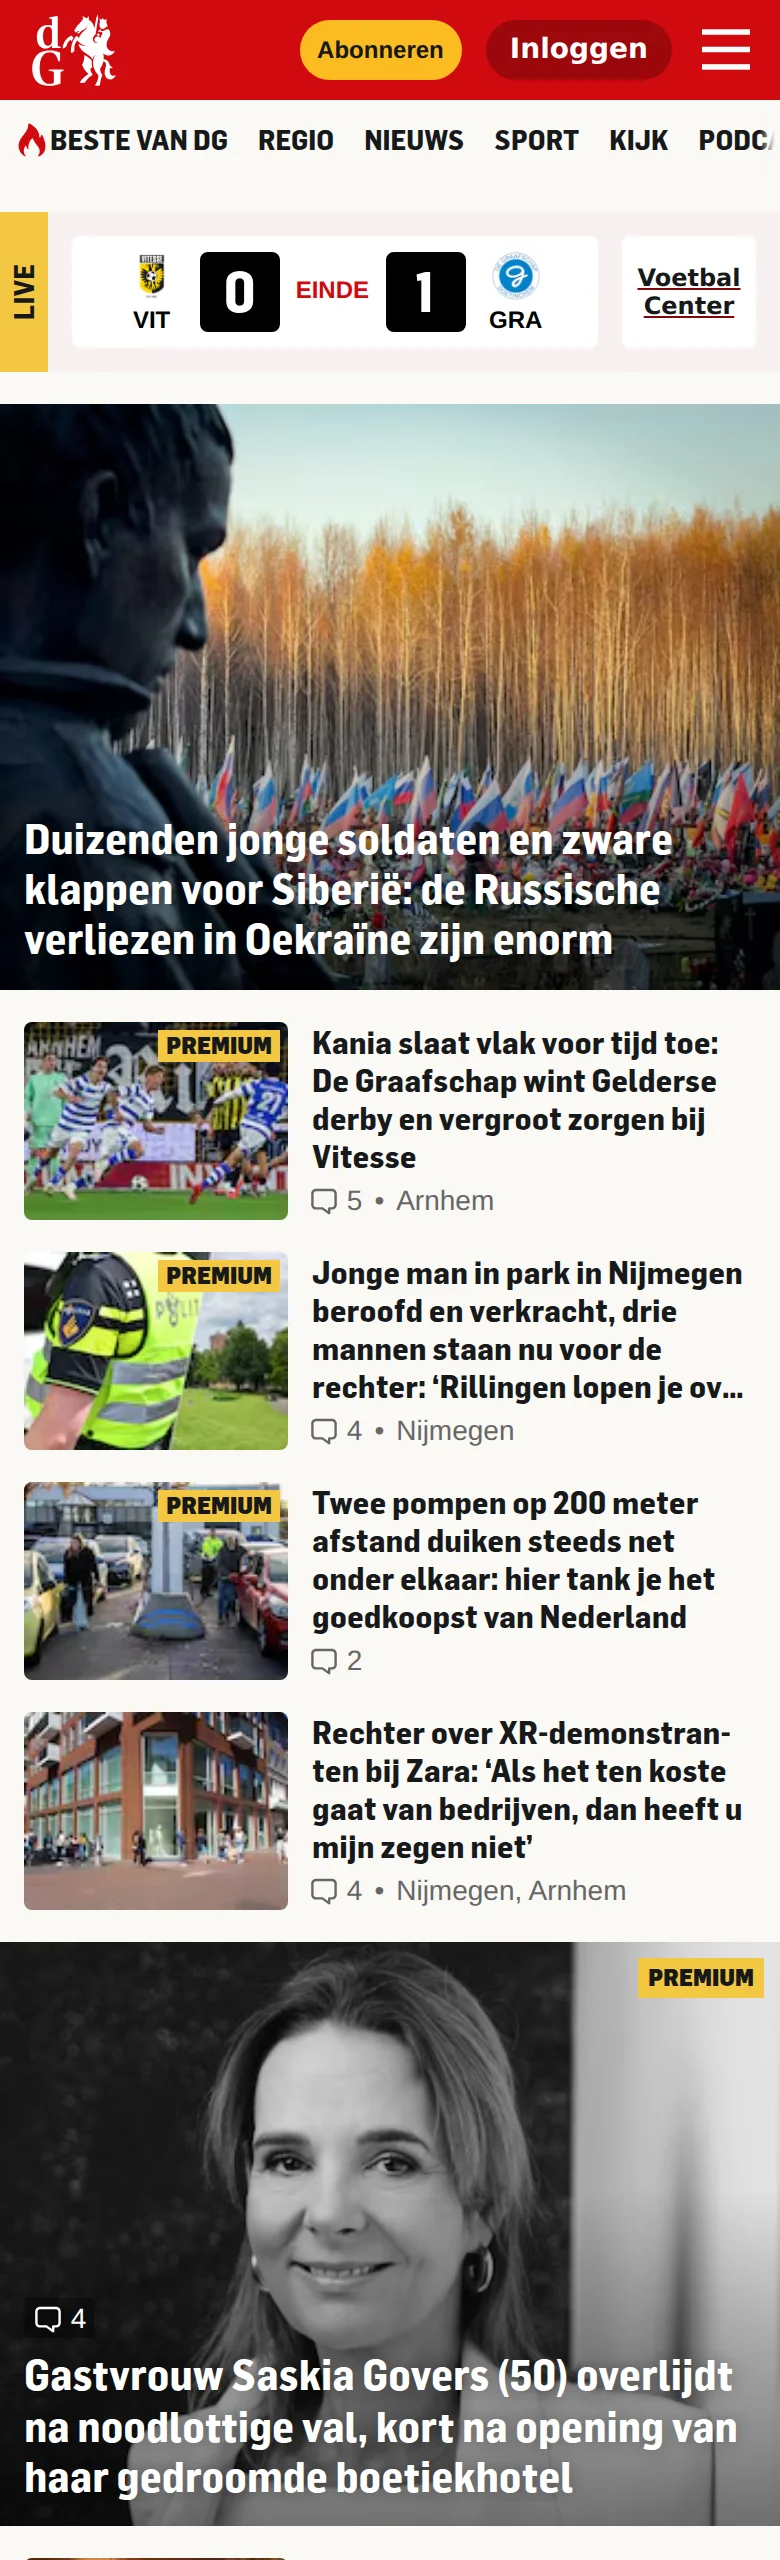 dG
Abonneren
Inloggen
BESTE VAN DG REGIO NIEUWS SPORT KIJK PODCA
LIVE
VITESSE
VIT
0
EINDE
1
GRA
Voetbal
Center
Duizenden jonge soldaten en zware
klappen voor Siberië: de Russische
verliezen in Oekraïne zijn enorm
PREMIUM
Kania slaat vlak voor tijd toe:
De Graafschap wint Gelderse
derby en vergroot zorgen bij
Vitesse
5 • Arnhem
PREMIUM
Jonge man in park in Nijmegen
beroofd en verkracht, drie
mannen staan nu voor de
rechter: ‘Rillingen lopen je ov...
4 • Nijmegen
PREMIUM
Twee pompen op 200 meter
afstand duiken steeds net
onder elkaar: hier tank je het
goedkoopst van Nederland
2
Rechter over XR-demonstran-
ten bij Zara: ‘Als het ten koste
gaat van bedrijven, dan heeft u
mijn zegen niet’
4 • Nijmegen, Arnhem
PREMIUM
4
Gastvrouw Saskia Govers (50) overlijdt
na noodlottige val, kort na opening van
haar gedroomde boetiekhotel